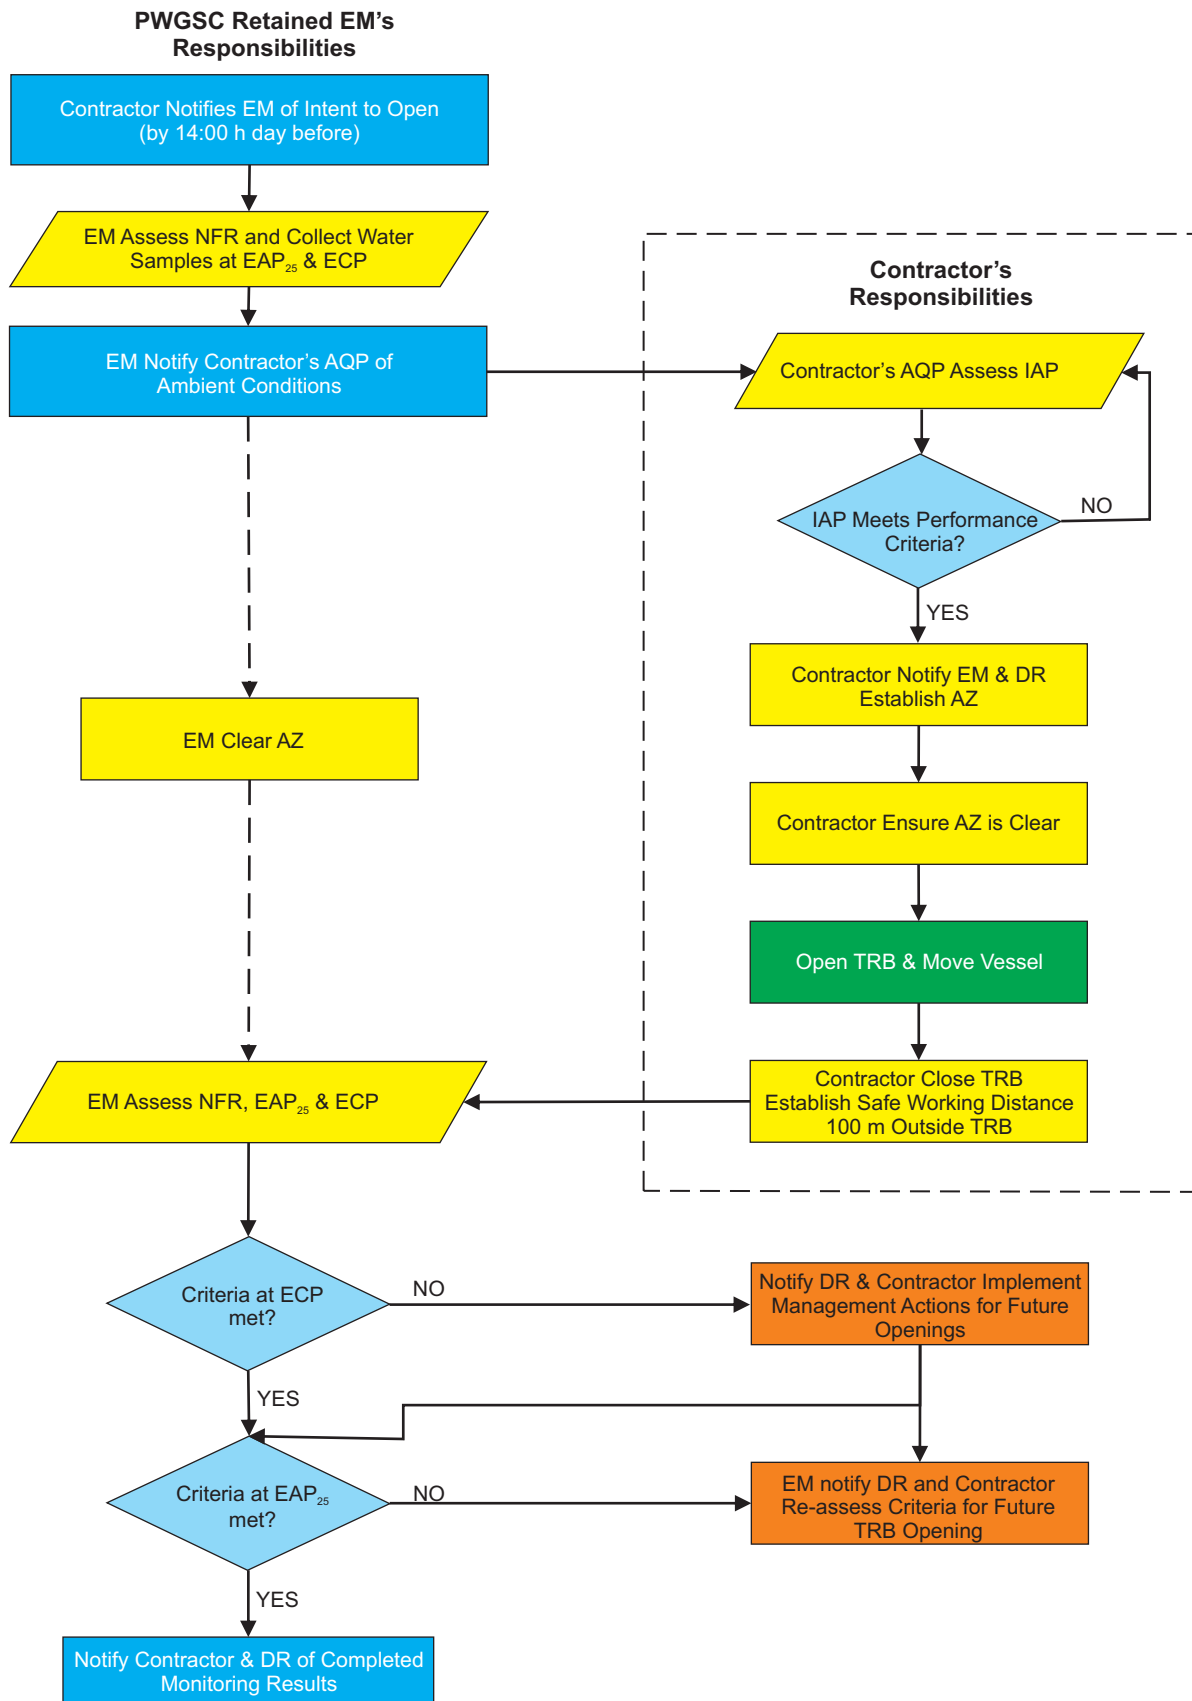 PWGSC Retained EM’s
Responsibilities
Contractor Notifies EM of Intent to Open
(by 14:00 h day before)
EM Assess NFR and Collect Water
Samples at EAP25 & ECP
EM Notify Contractor’s AQP of
Ambient Conditions
EM Clear AZ
EM Assess NFR, EAP25 & ECP
Criteria at ECP
met?
NO
YES
Criteria at EAP25
met?
NO
YES
Notify Contractor & DR of Completed
Monitoring Results
Contractor’s
Responsibilities
Contractor’s AQP Assess IAP
IAP Meets Performance
Criteria?
NO
YES
Contractor Notify EM & DR
Establish AZ
Contractor Ensure AZ is Clear
Open TRB & Move Vessel
Contractor Close TRB
Establish Safe Working Distance
100 m Outside TRB
Notify DR & Contractor Implement
Management Actions for Future
Openings
EM notify DR and Contractor
Re-assess Criteria for Future
TRB Opening